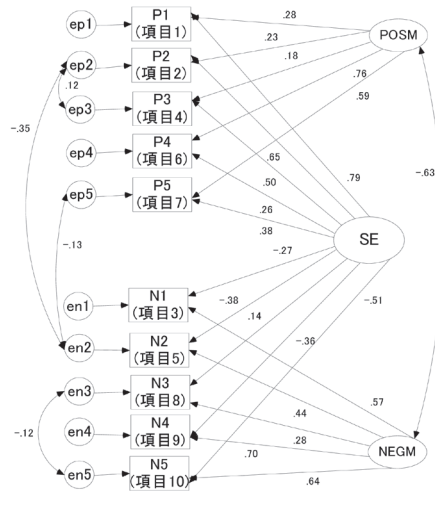 ep1
P1
(項目1)
.28
POSM
ep2
P2
(項目2)
.23
.12
.18
ep3
P3
(項目4)
.76
.59
-.35
ep4
P4
(項目6)
.65
.50
.79
-.63
ep5
P5
(項目7)
.26
.38
SE
-.13
-.27
en1
N1
(項目3)
-.38
.14
-.51
en2
N2
(項目5)
-.36
en3
N3
(項目8)
.57
.44
-.12
en4
N4
(項目9)
.28
NEGM
en5
N5
(項目10)
.70
.64